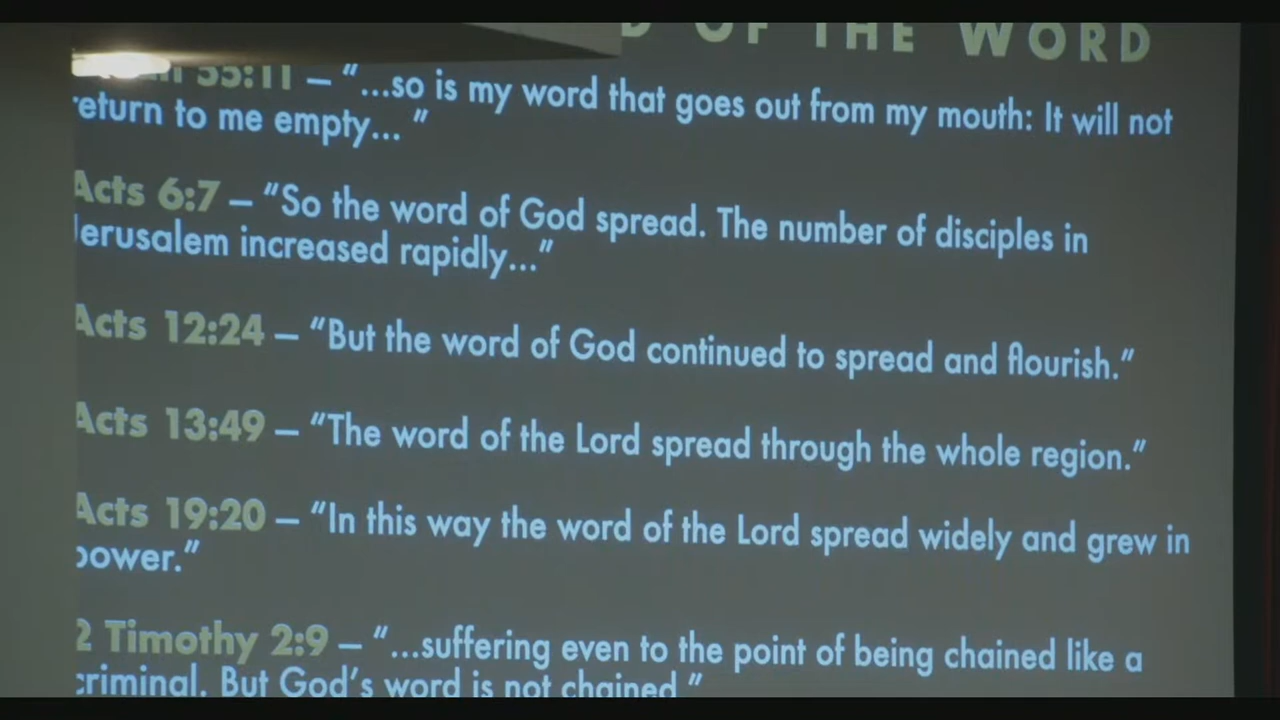 OF THE WORD
55:11 – "...so is my word that goes out from my mouth: It will not
return to me empty... "
Acts 6:7 – "So the word of God spread. The number of disciples in
Jerusalem increased rapidly..."
Acts 12:24 – "But the word of God continued to spread and flourish."
Acts 13:49 – "The word of the Lord spread through the whole region."
Acts 19:20 – "In this way the word of the Lord spread widely and grew in
power."
2 Timothy 2:9 – "...suffering even to the point of being chained like a
criminal. But God's word is not chained."